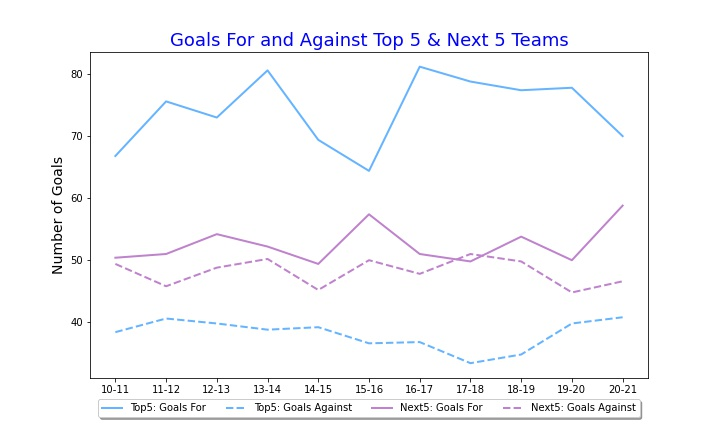 Goals For and Against Top 5 & Next 5 Teams
Number of Goals
80
70
60
50
40
10-11 11-12 12-13 13-14 14-15 15-16 16-17 17-18 18-19 19-20 20-21
Top5: Goals For Top5: Goals Against Next5: Goals For Next5: Goals Against